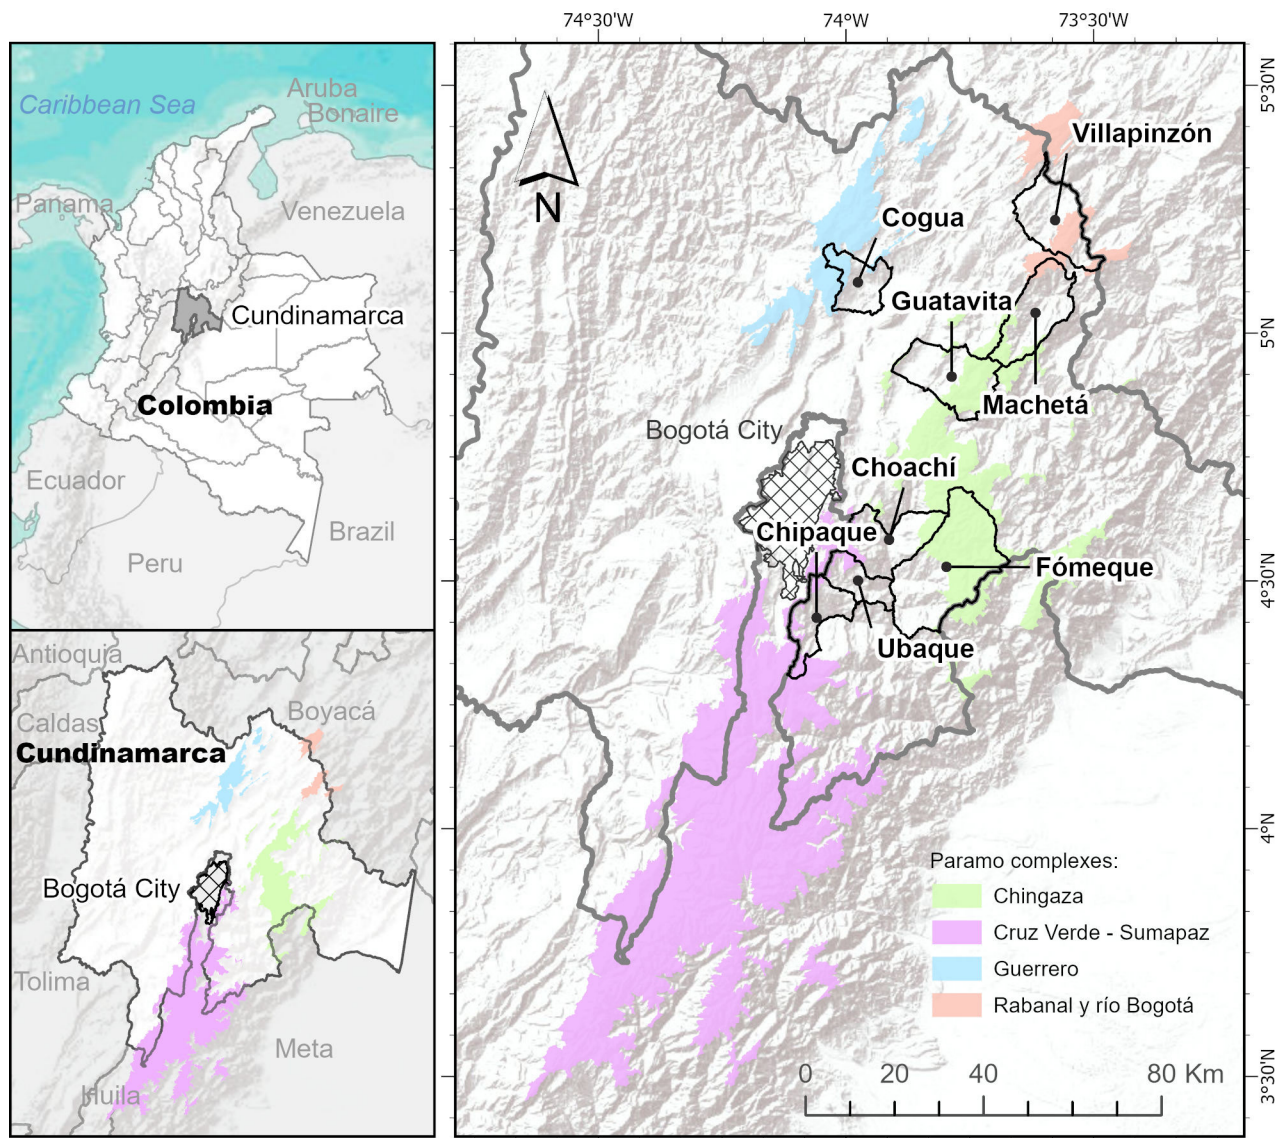 74°30'W
74°W
73°30'W
Caribbean Sea
Aruba
Bonaire
Panama
Venezuela
Cundinamarca
Colombia
Ecuador
Brazil
Peru
Antioquia
Caldas
Boyacá
Cundinamarca
Bogotá City
Tolima
Meta
Huila
N
Villapinzón
Cogua
Guatavita
Machetá
Bogotá City
Choachí
Chipaque
Fómeque
Ubaque
5°30'N
5°N
4°30'N
4°N
3°30'N
Paramo complexes:
Chingaza
Cruz Verde - Sumapaz
Guerrero
Rabanal y río Bogotá
0 20 40 80 Km